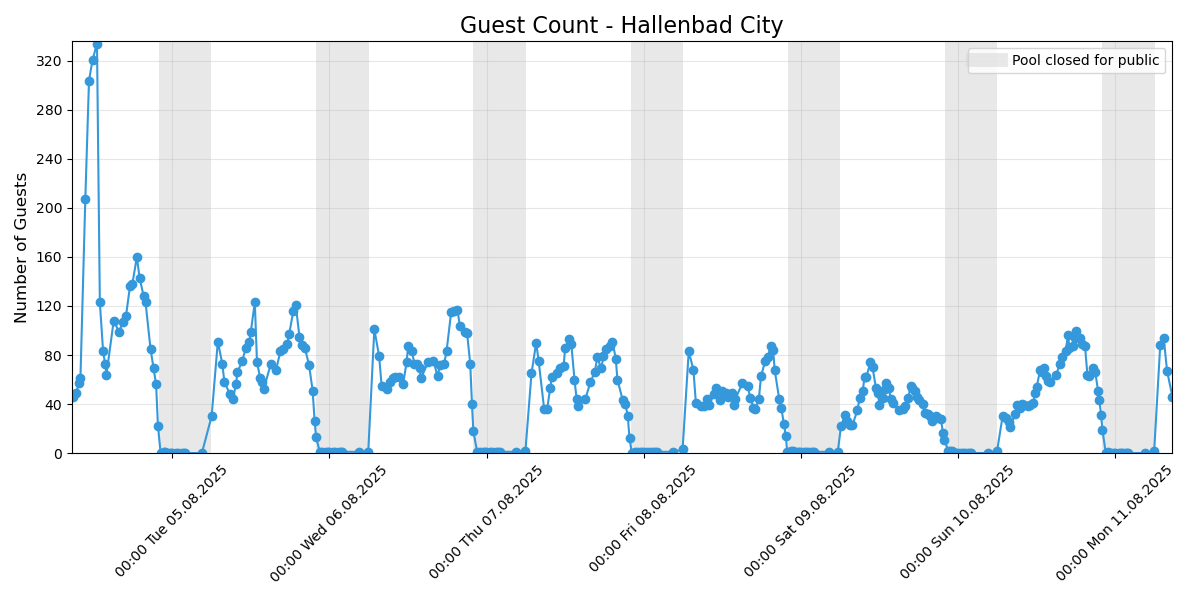 Guest Count - Hallenbad City
Pool closed for public
Number of Guests
320
280
240
200
160
120
80
40
0
00:00 Tue 05.08.2025
00:00 Wed 06.08.2025
00:00 Thu 07.08.2025
00:00 Fri 08.08.2025
00:00 Sat 09.08.2025
00:00 Sun 10.08.2025
00:00 Mon 11.08.2025